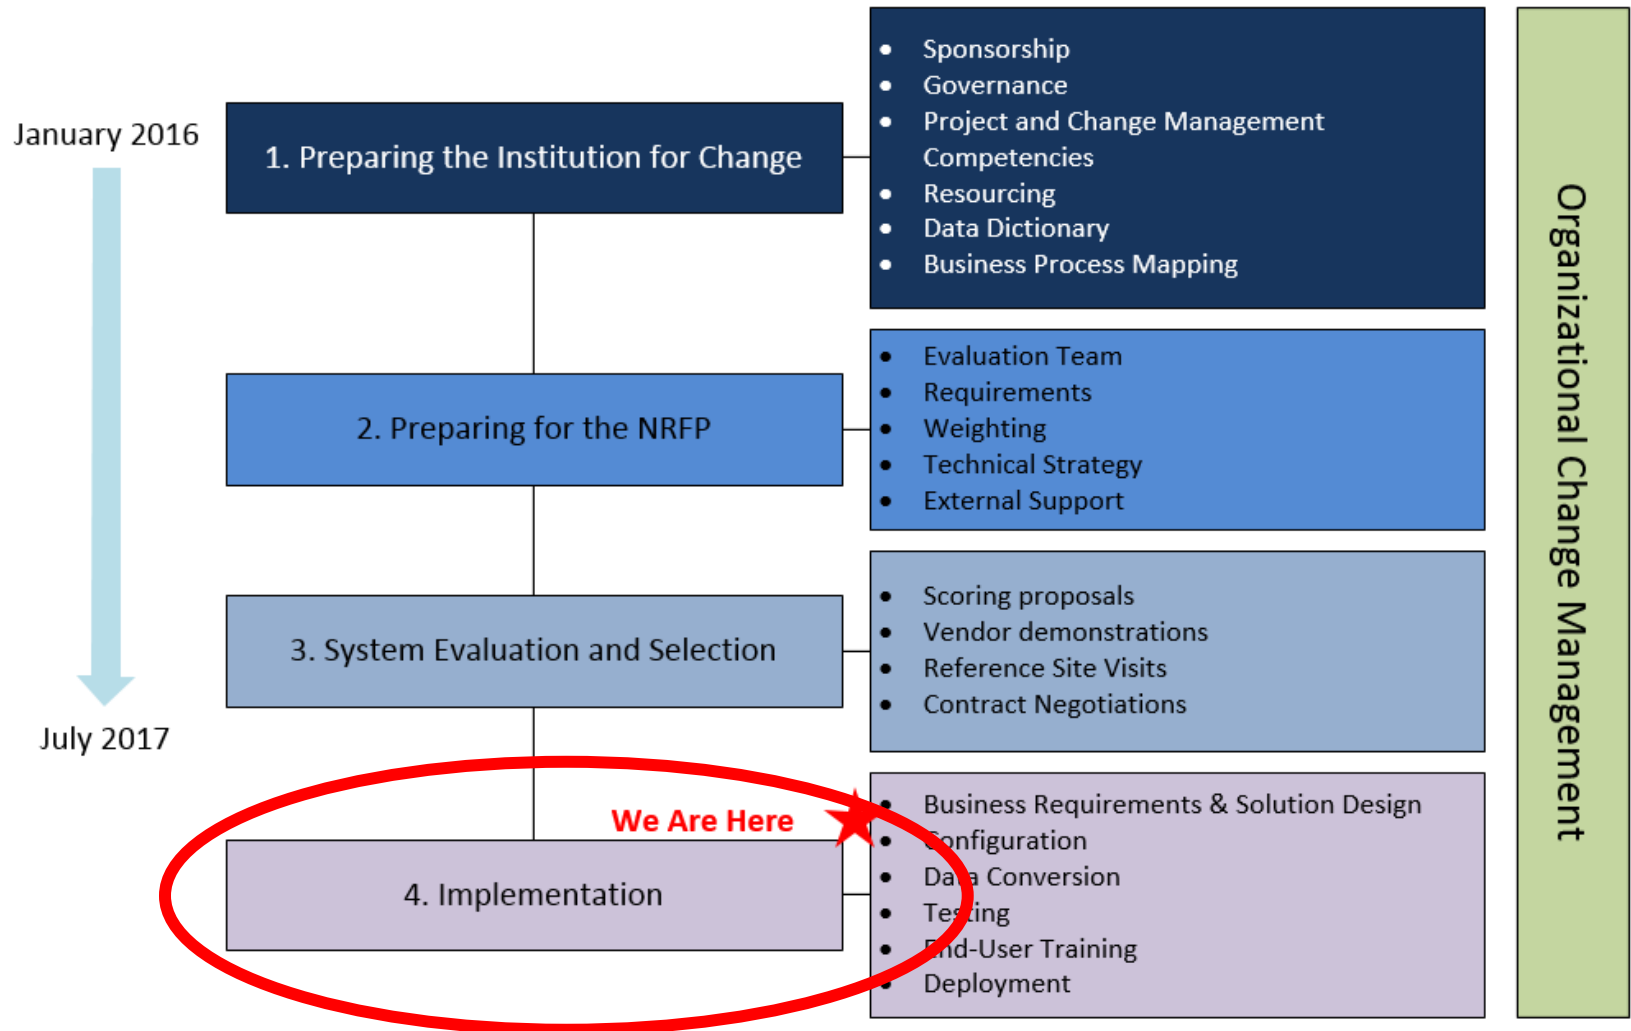 January 2016
July 2017
1. Preparing the Institution for Change
• Sponsorship
• Governance
• Project and Change Management
Competencies
• Resourcing
• Data Dictionary
• Business Process Mapping
2. Preparing for the NRFP
• Evaluation Team
• Requirements
• Weighting
• Technical Strategy
• External Support
3. System Evaluation and Selection
• Scoring proposals
• Vendor demonstrations
• Reference Site Visits
• Contract Negotiations
We Are Here
4. Implementation
• Business Requirements & Solution Design
• Configuration
• Data Conversion
• Testing
• End-User Training
• Deployment
Organizational Change Management